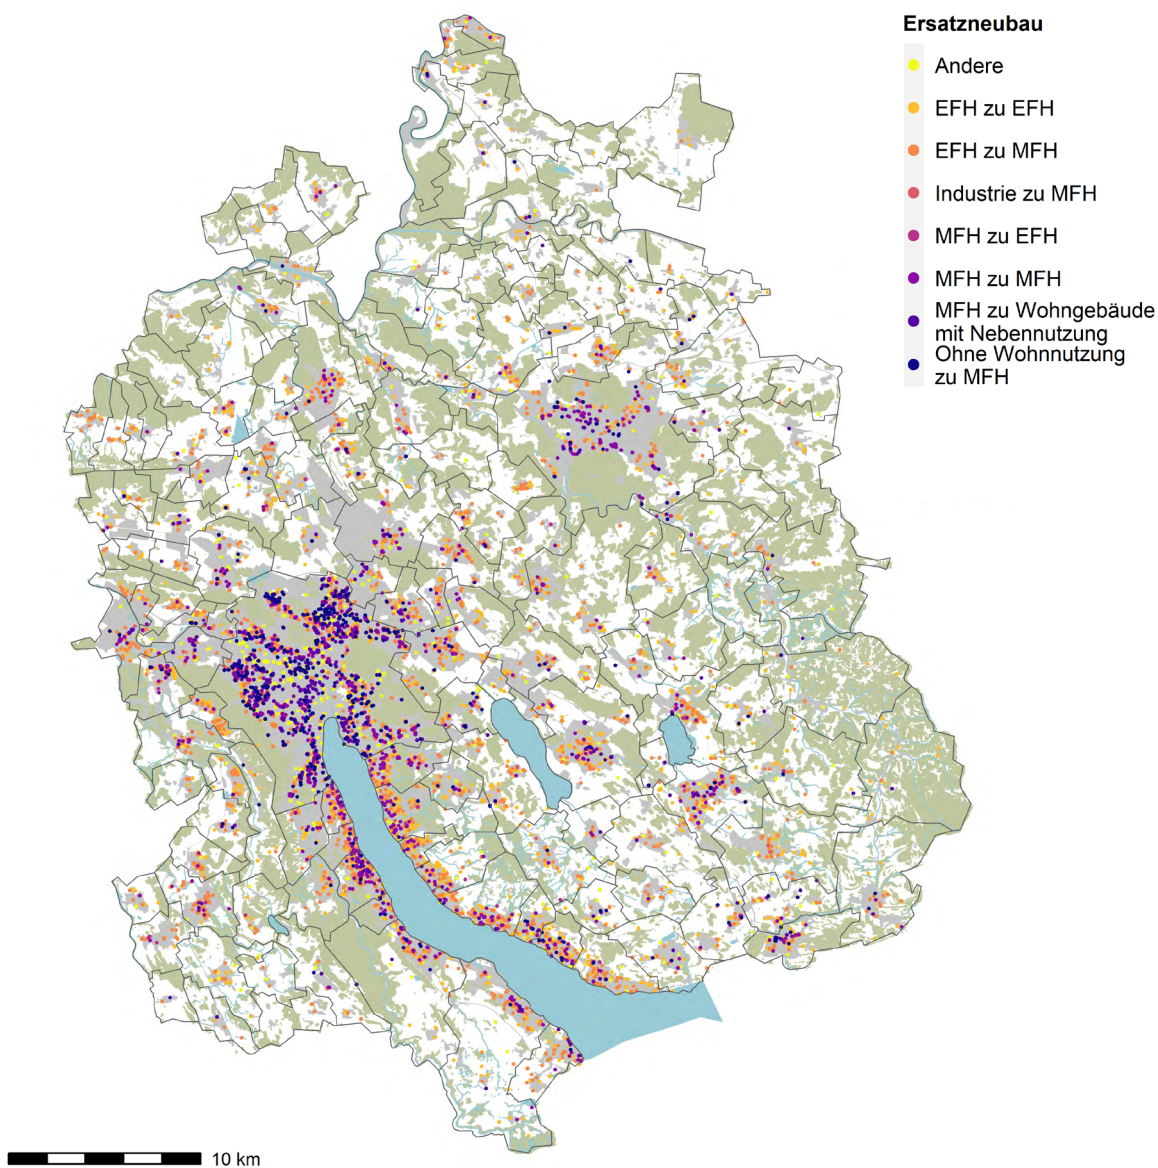 Ersatzneubau
Andere
EFH zu EFH
EFH zu MFH
Industrie zu MFH
MFH zu EFH
MFH zu MFH
MFH zu Wohngebäude
mit Nebennutzung
Ohne Wohnnutzung
zu MFH
10 km